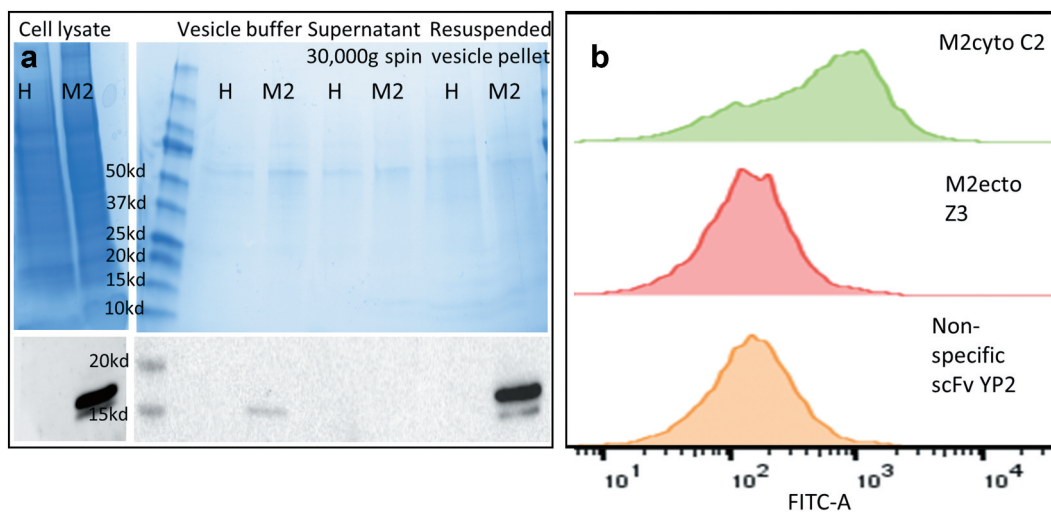 Cell lysate
Vesicle buffer Supernatant Resuspended
30,000g spin vesicle pellet
a
H M2 H M2 H M2 H M2
50kd
37kd
25kd
20kd
15kd
10kd
20kd
15kd
b
M2cyto C2
M2ecto
Z3
Non-
specific
scFv YP2
10¹ 10² 10³ 10⁴
FITC-A